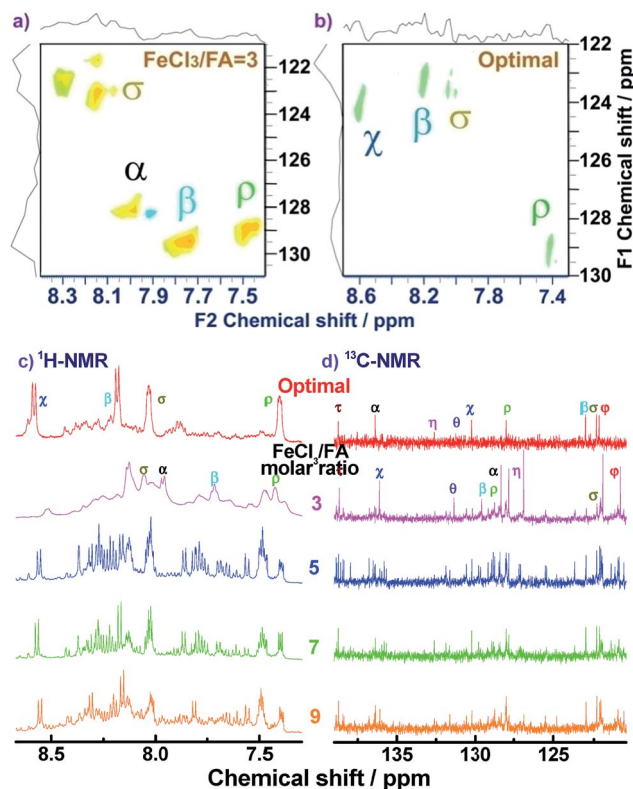 a)
FeCl₃/FA=3
σ
α
β
ρ
8.3 8.1 7.9 7.7 7.5
122
124
126
128
130
b)
Optimal
χ
β
σ
ρ
8.6 8.2 7.8 7.4
122
124
126
128
130
F1 Chemical shift / ppm
F2 Chemical shift / ppm
c) ¹H-NMR
d) ¹³C-NMR
Optimal
χ β σ ρ
τ α η θ χ ρ β σ φ
FeCl₃/FA
molar ratio
σ α β ρ
3
τ χ θ β ρ α η σ φ
5
7
9
8.5 8.0 7.5
135 130 125
Chemical shift / ppm